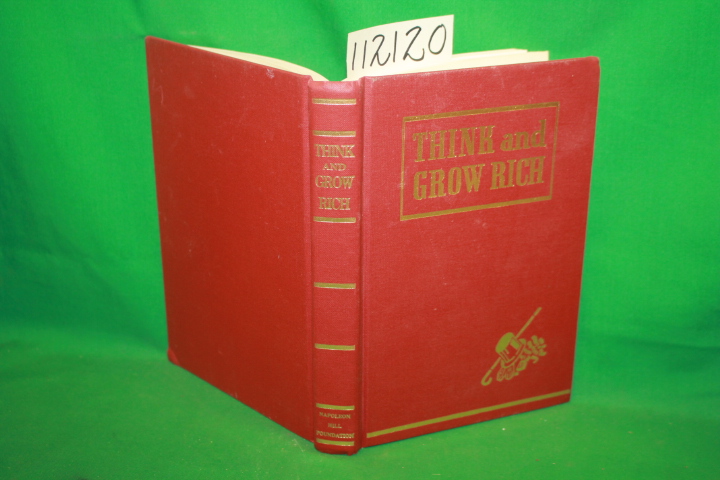 112120
THINK
AND
GROW
RICH
NAPOLEON
HILL
FOUNDATION
THINK and
GROW RICH